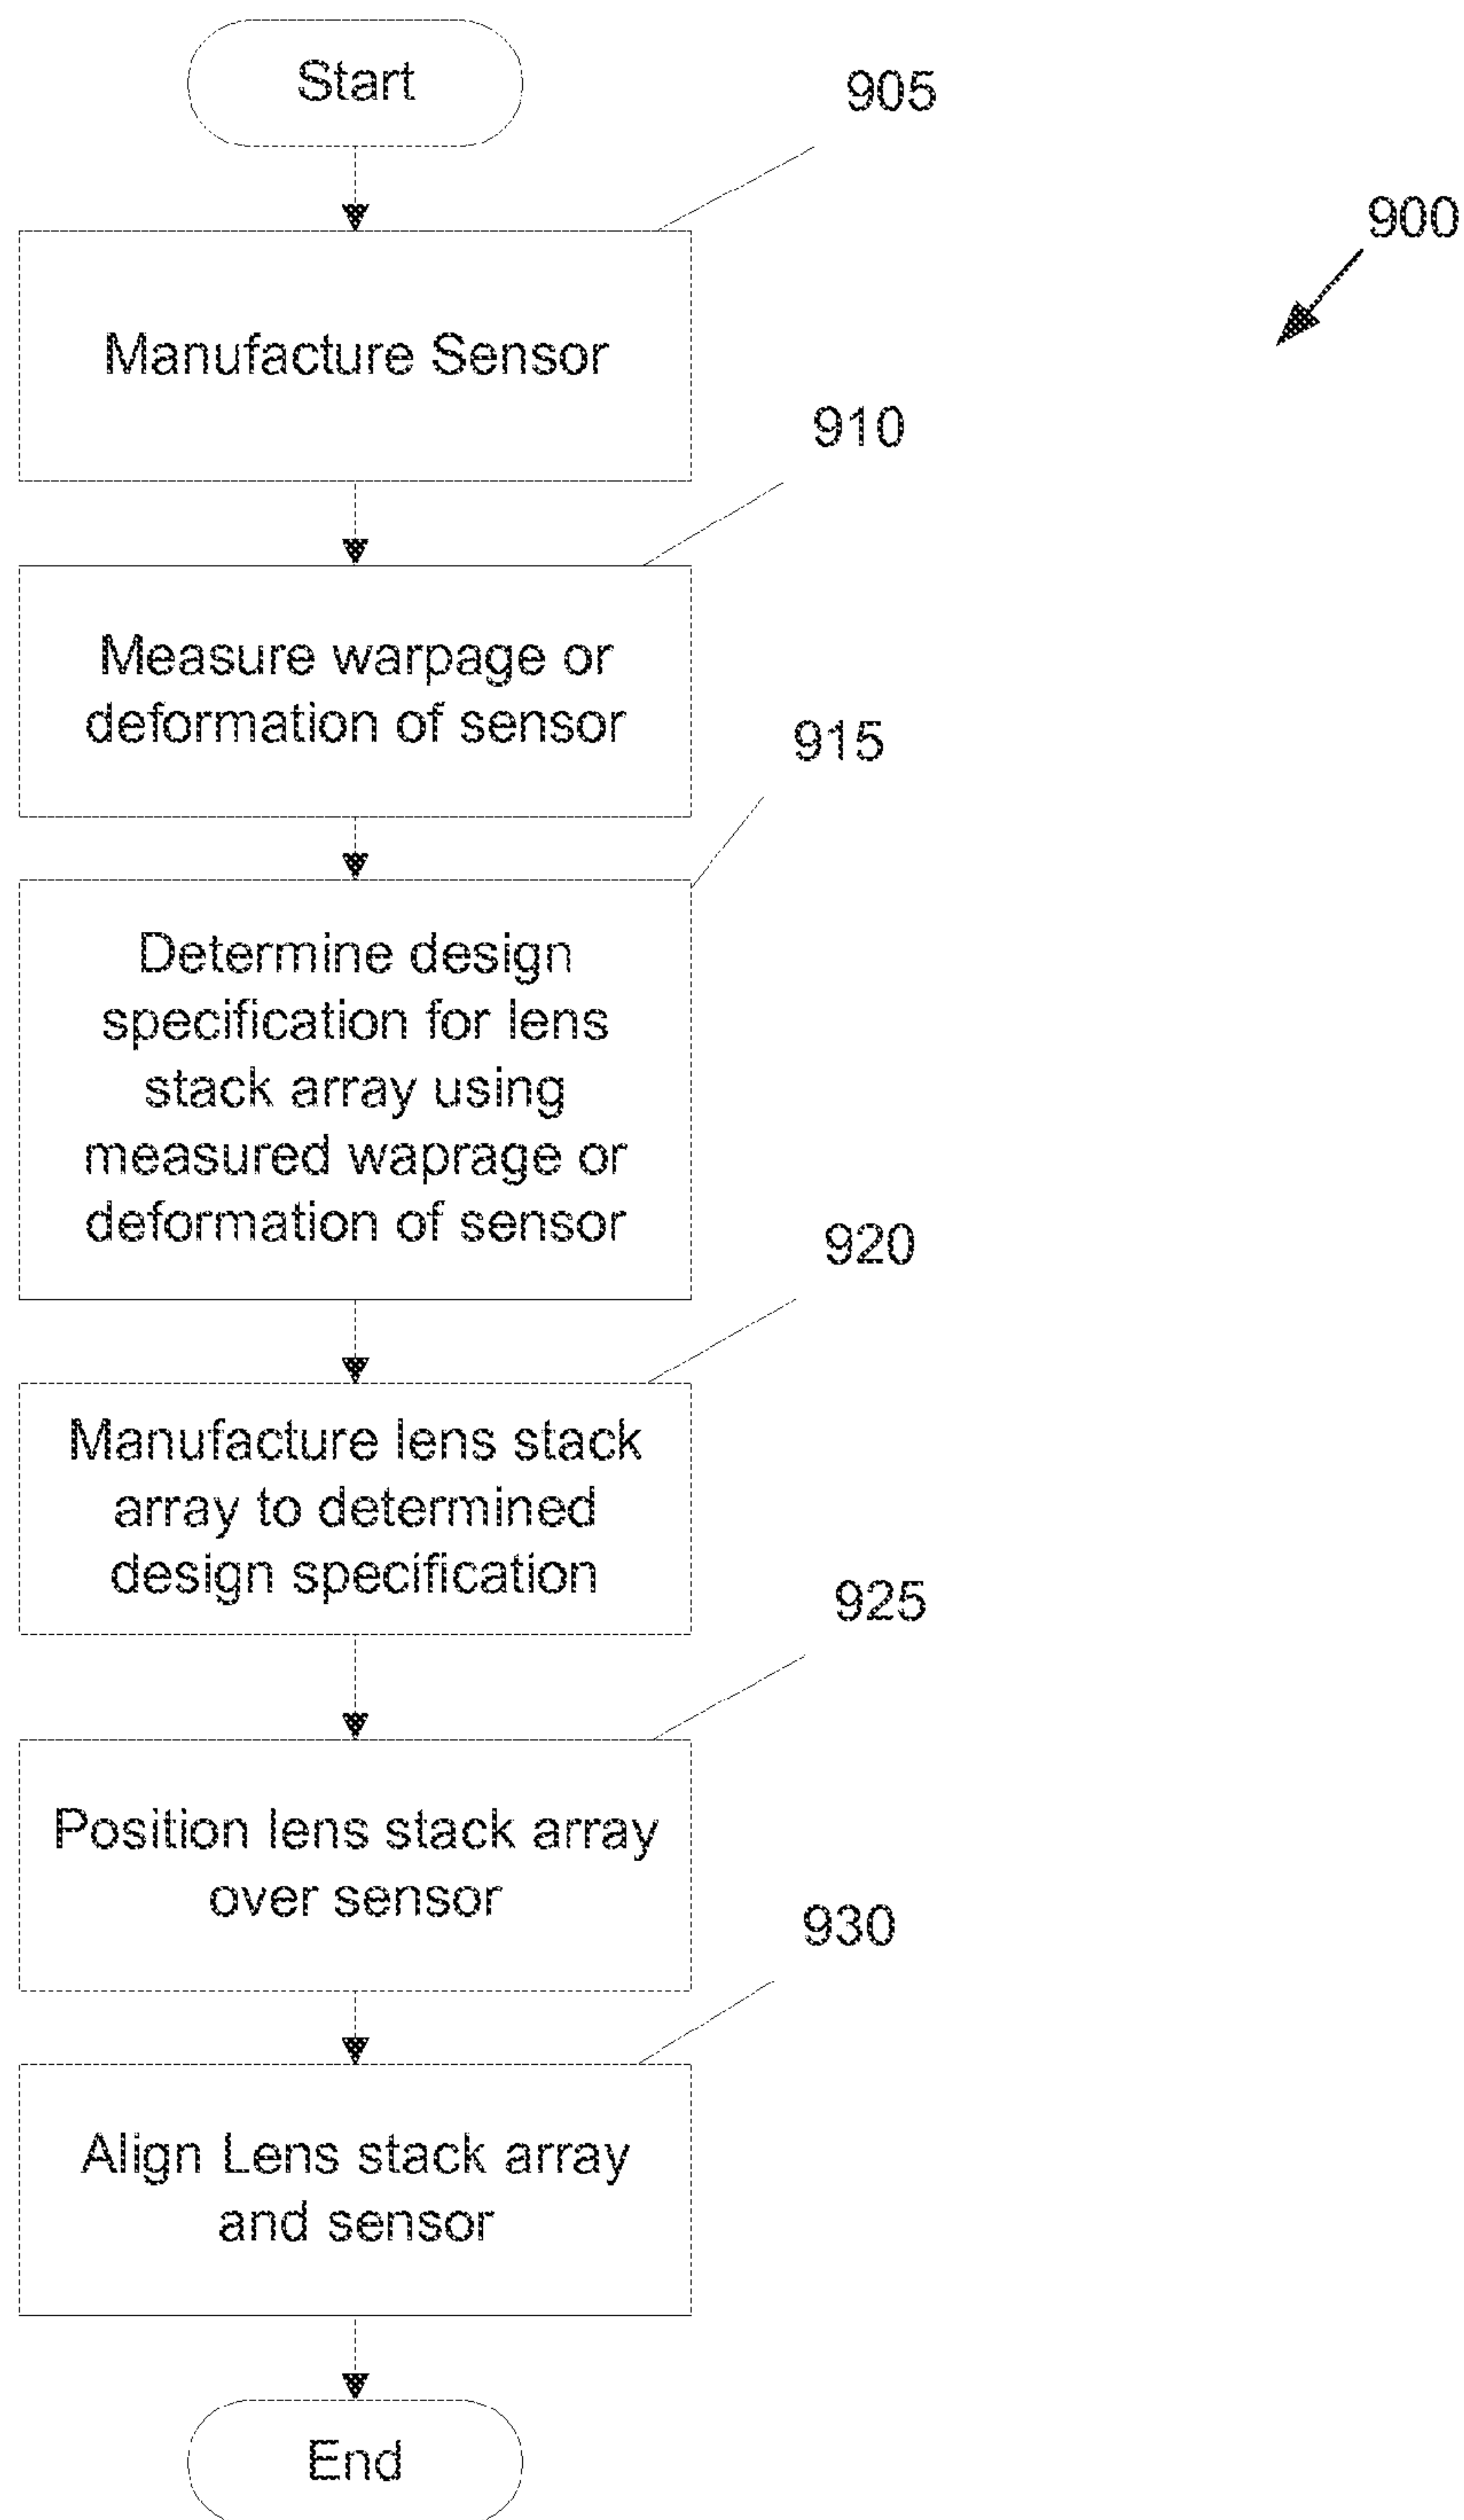 Start
905
900
Manufacture Sensor
910
Measure warpage or
deformation of sensor
915
Determine design
specification for lens
stack array using
measured waprage or
deformation of sensor
920
Manufacture lens stack
array to determined
design specification
925
Position lens stack array
over sensor
930
Align Lens stack array
and sensor
End